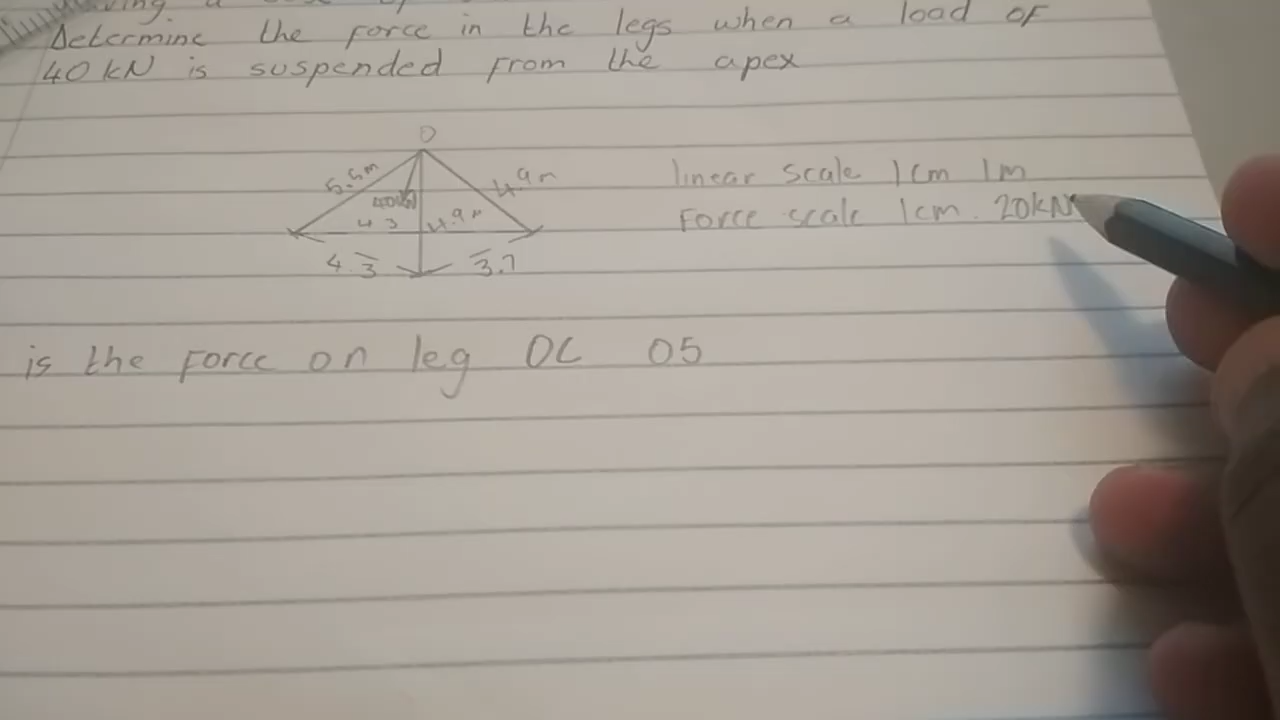 Determine the force in the legs when a load of
40 kN is suspended from the apex
O
5.5m
4.9m
40kN
4.3
4.9m
4.3
3.7
linear scale 1cm 1m
Force scale 1cm. 20kN
is the force on leg OC 05